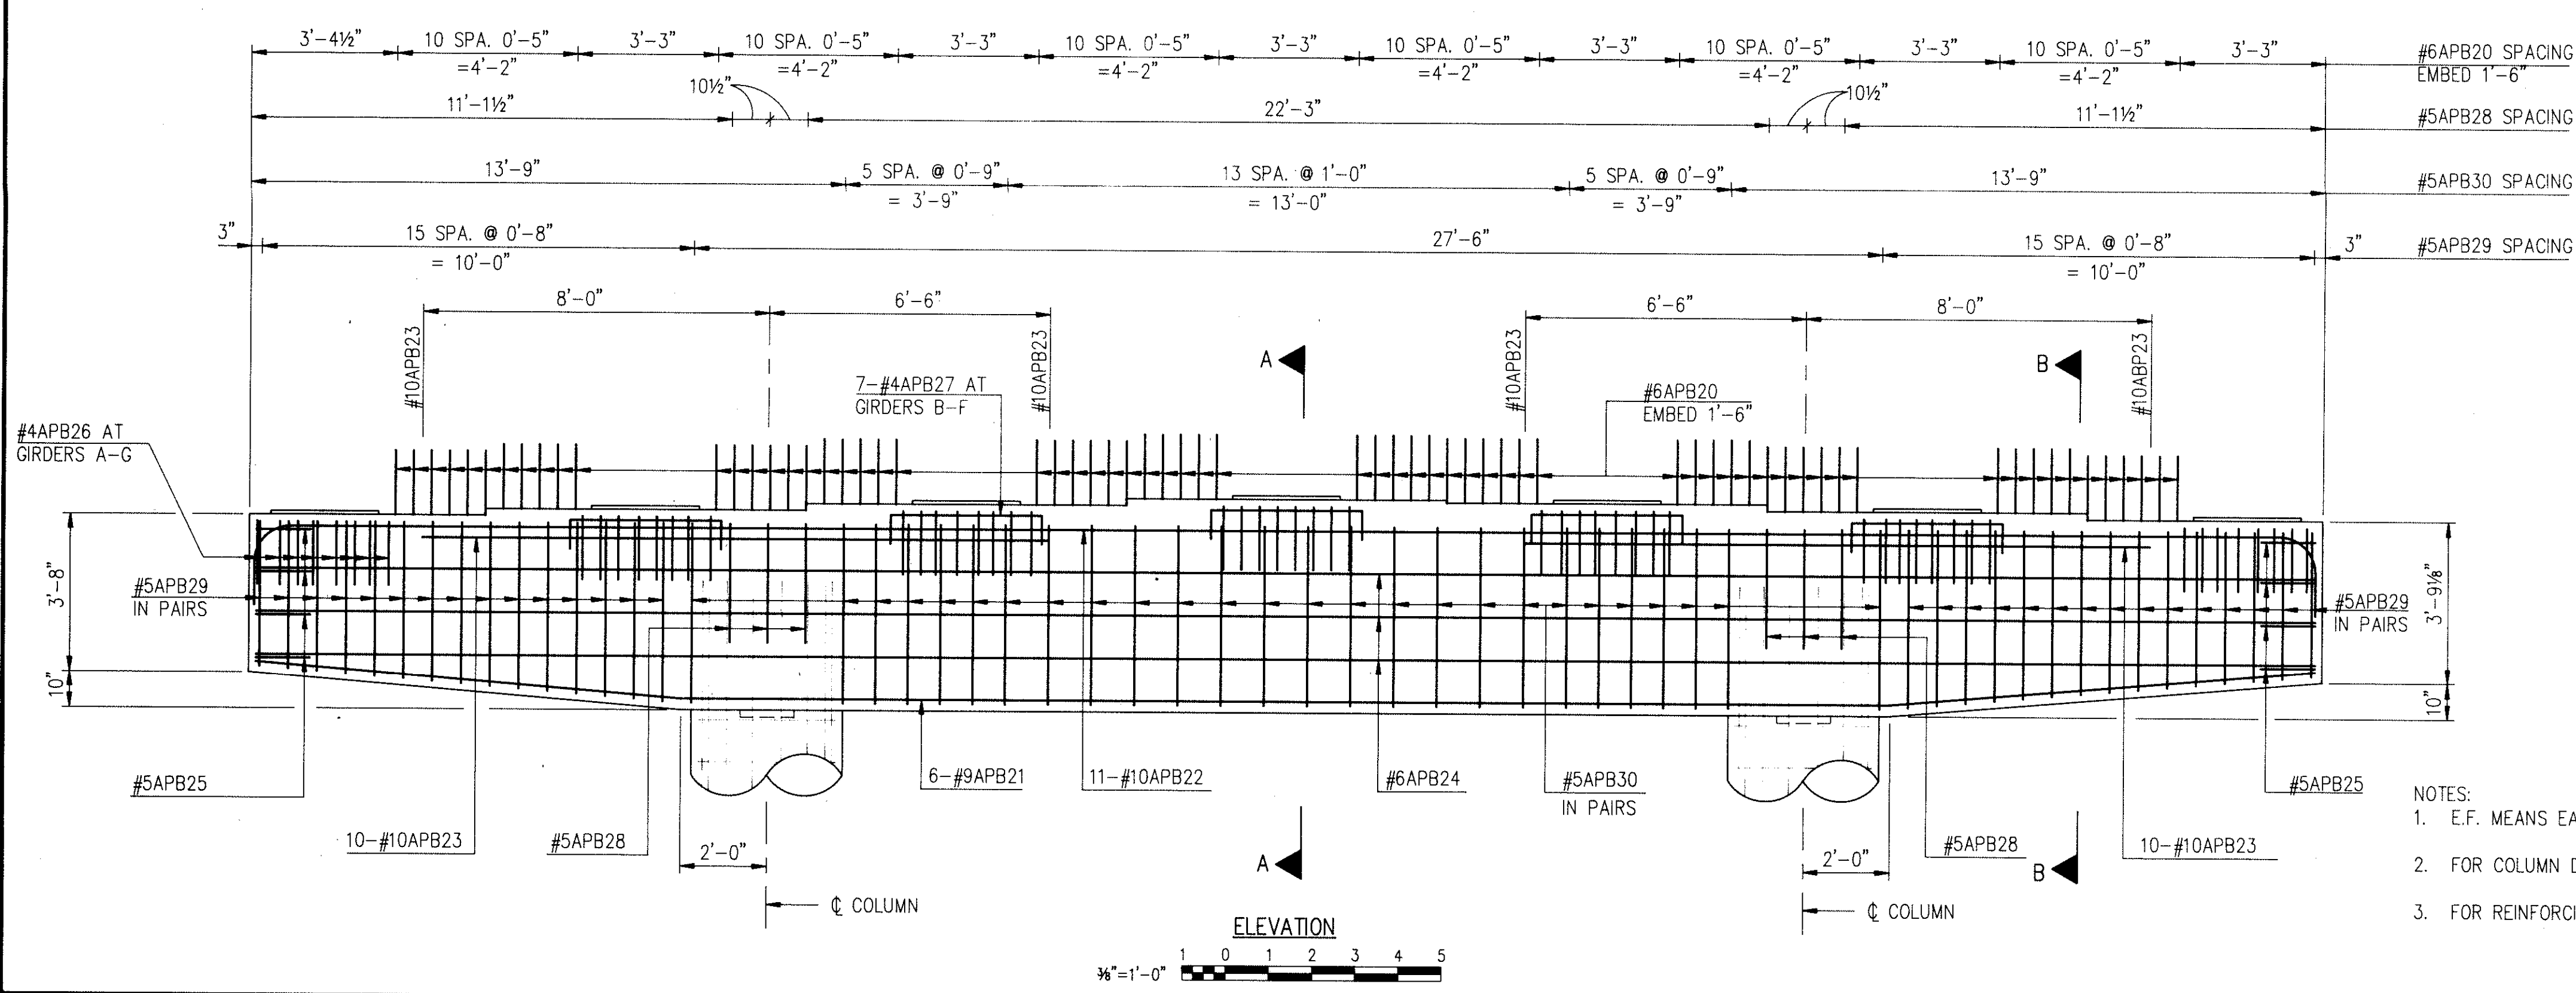 3'-4½" 10 SPA. 0'-5" 3'-3" 10 SPA. 0'-5" 3'-3" 10 SPA. 0'-5" 3'-3" 10 SPA. 0'-5" 3'-3" 10 SPA. 0'-5" 3'-3" 10 SPA. 0'-5" 3'-3" #6APB20 SPACING
=4'-2" =4'-2" =4'-2" =4'-2" =4'-2" =4'-2" EMBED 1'-6"
11'-1½" 10½" 22'-3" 10½" 11'-1½" #5APB28 SPACING
13'-9" 5 SPA. @ 0'-9" 13 SPA. @ 1'-0" 5 SPA. @ 0'-9" 13'-9" #5APB30 SPACING
= 3'-9" = 13'-0" = 3'-9"
3" 15 SPA. @ 0'-8" 27'-6" 15 SPA. @ 0'-8" 3" #5APB29 SPACING
= 10'-0" = 10'-0"
8'-0" 6'-6" 6'-6" 8'-0"
#10APB23 #10APB23 #10APB23 #10ABP23
A B
7-#4APB27 AT
GIRDERS B-F
#6APB20
EMBED 1'-6"
#4APB26 AT
GIRDERS A-G
3'-8"
#5APB29
IN PAIRS
#5APB29
IN PAIRS
3'-9⅛"
10"
10"
#5APB25 6-#9APB21 11-#10APB22 #6APB24 #5APB30
IN PAIRS
#5APB25
10-#10APB23 #5APB28 2'-0" 2'-0" #5APB28 10-#10APB23
A B
℄ COLUMN ℄ COLUMN
NOTES:
1. E.F. MEANS
2. FOR COLUMN
3. FOR
ELEVATION
⅜"=1'-0" 1 0 1 2 3 4 5